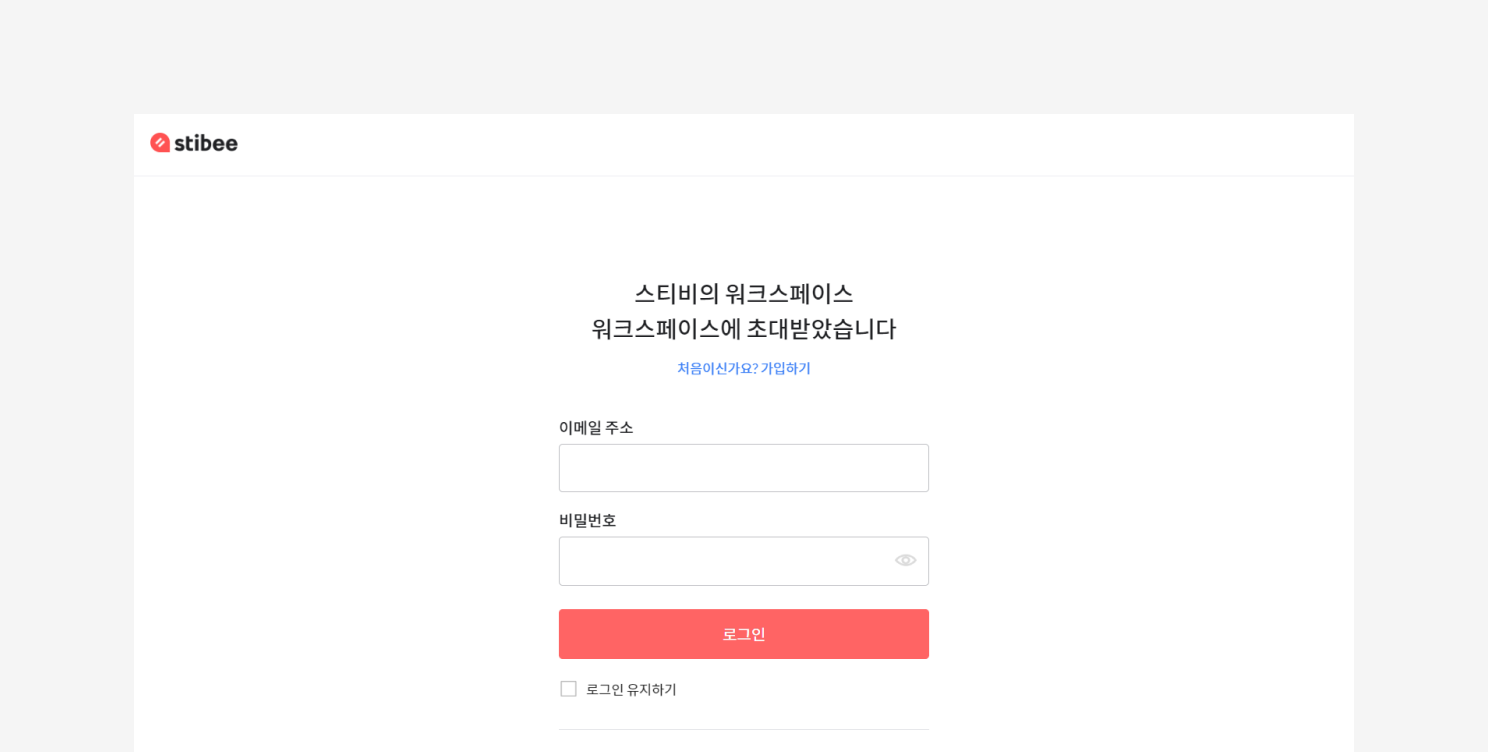 stibee
스티비의 워크스페이스
워크스페이스에 초대받았습니다
처음이신가요? 가입하기
이메일 주소
비밀번호
로그인
로그인 유지하기